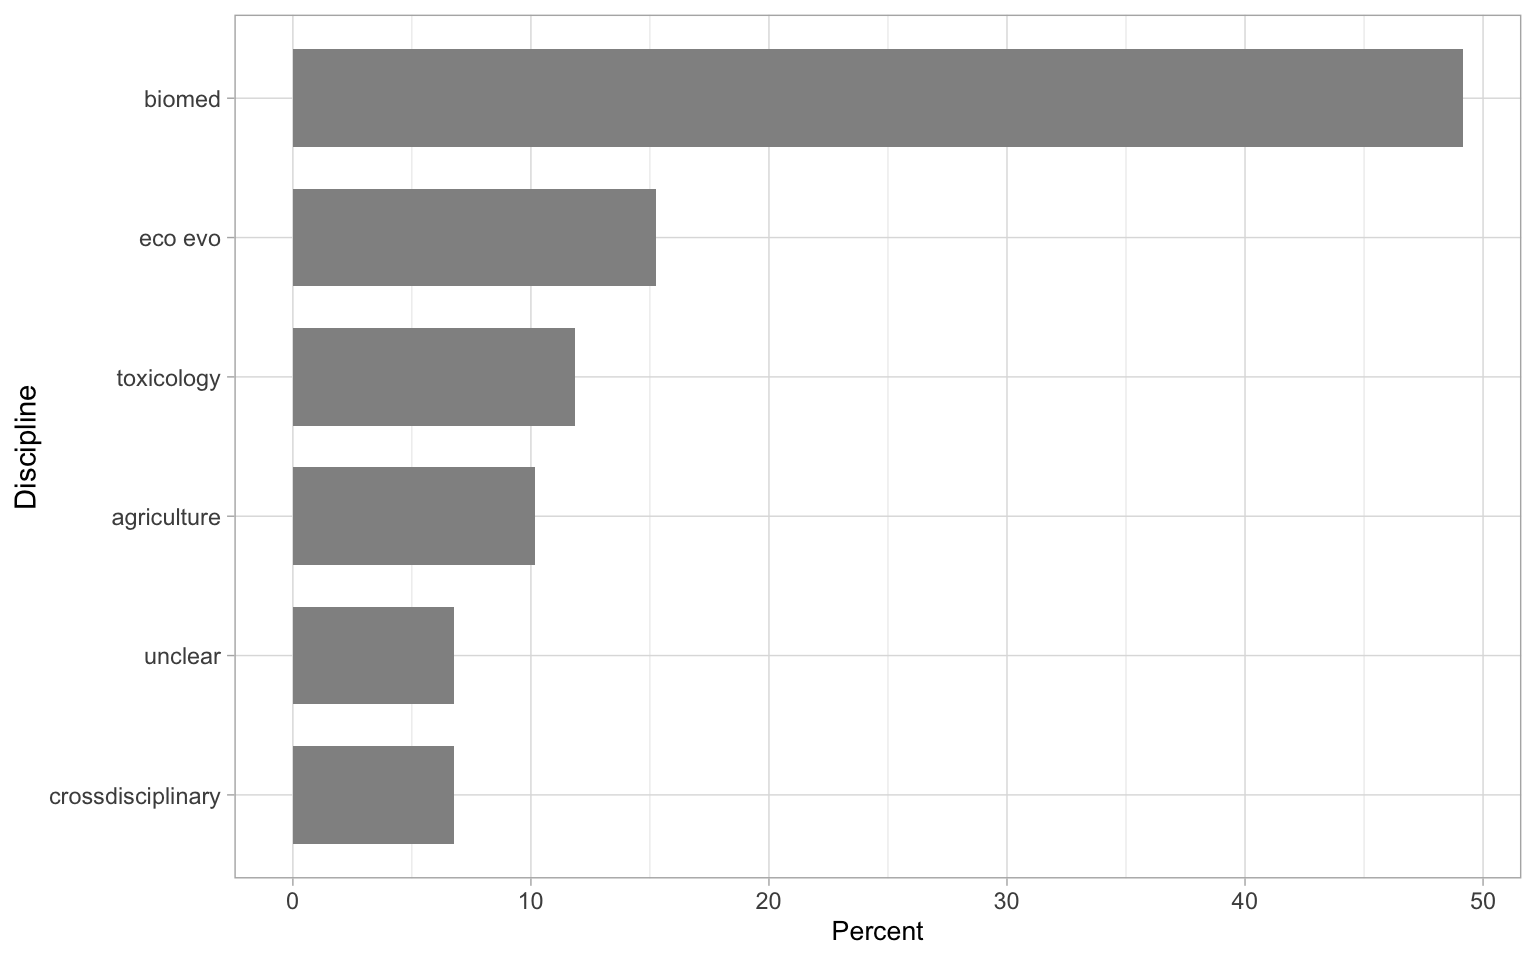 Discipline
biomed
eco evo
toxicology
agriculture
unclear
crossdisciplinary
0 10 20 30 40 50
Percent